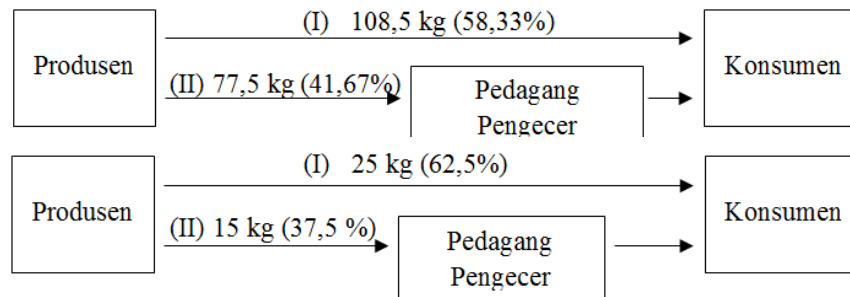 (I) 108,5 kg (58,33%)
Produsen
Konsumen
(II) 77,5 kg (41,67%)
Pedagang
Pengecer
(I) 25 kg (62,5%)
Produsen
Konsumen
(II) 15 kg (37,5 %)
Pedagang
Pengecer